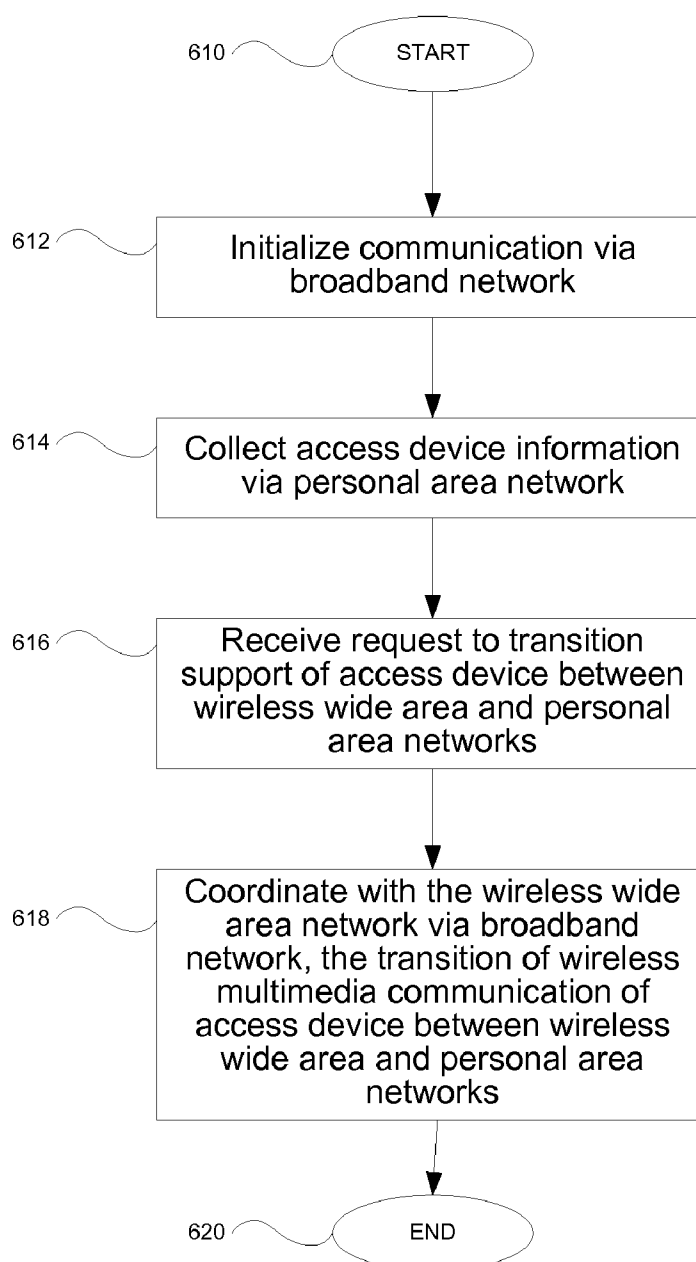 610
START
612
Initialize communication via
broadband network
614
Collect access device information
via personal area network
616
Receive request to transition
support of access device between
wireless wide area and personal
area networks
618
Coordinate with the wireless wide
area network via broadband
network, the transition of wireless
multimedia communication of
access device between wireless
wide area and personal area
networks
620
END